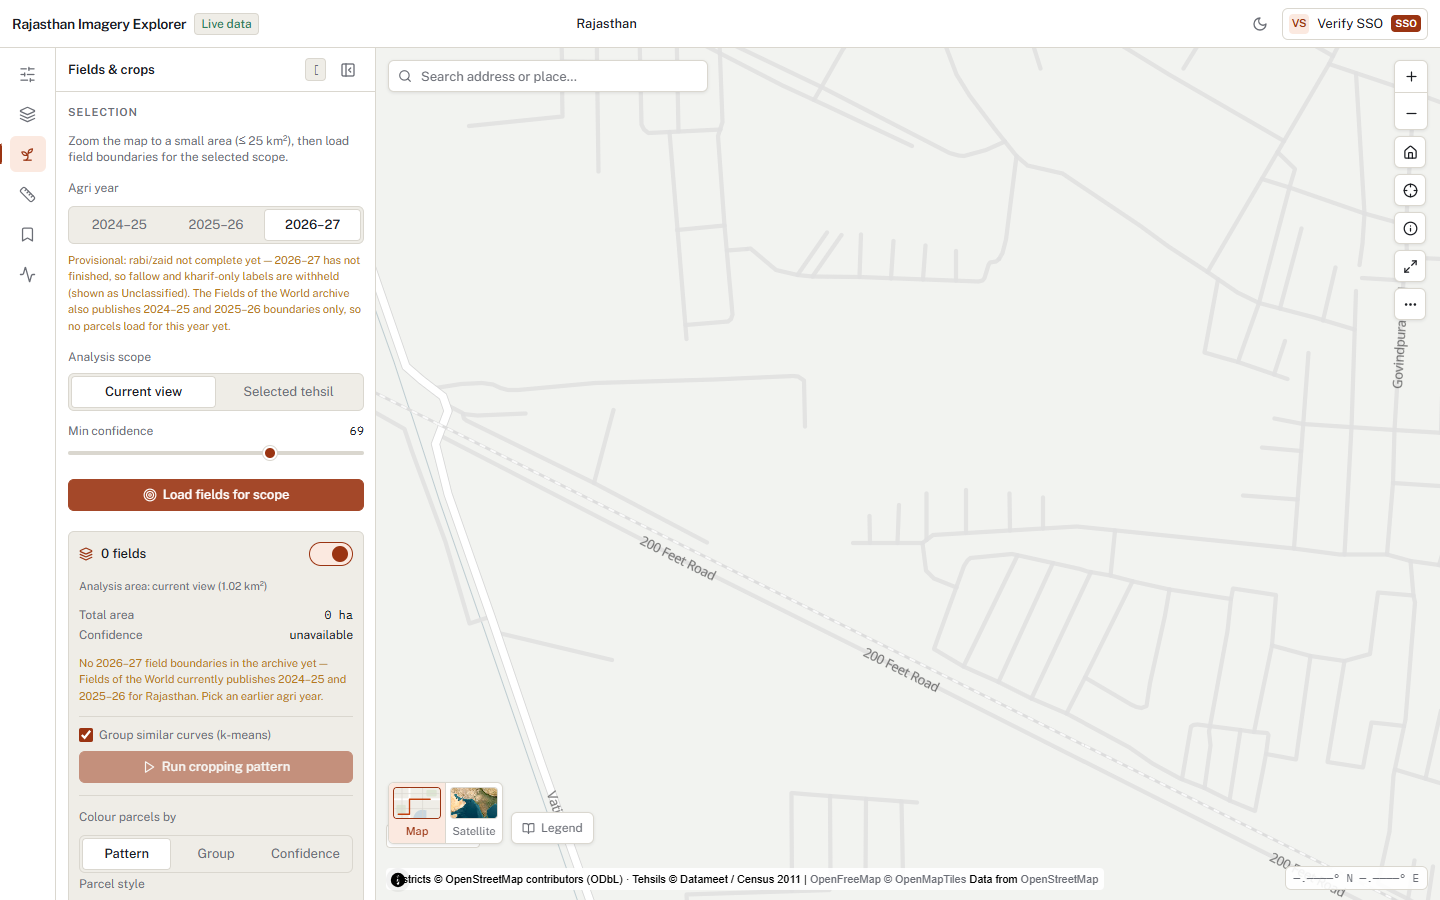 Rajasthan Imagery Explorer
Live data
Rajasthan
VS
Verify SSO
SSO
Fields & crops
[
SELECTION
Zoom the map to a small area (≤ 25 km²), then load
field boundaries for the selected scope.
Agri year
2024–25
2025–26
2026–27
Provisional: rabi/zaid not complete yet — 2026–27 has not
finished, so fallow and kharif-only labels are withheld
(shown as Unclassified). The Fields of the World archive
also publishes 2024–25 and 2025–26 boundaries only, so
no parcels load for this year yet.
Analysis scope
Current view
Selected tehsil
Min confidence
69
Load fields for scope
0 fields
Analysis area: current view (1.02 km²)
Total area
0 ha
Confidence
unavailable
No 2026–27 field boundaries in the archive yet —
Fields of the World currently publishes 2024–25 and
2025–26 for Rajasthan. Pick an earlier agri year.
Group similar curves (k-means)
Run cropping pattern
Colour parcels by
Pattern
Group
Confidence
Parcel style
Search address or place...
Govindpura
200 Feet Road
200 Feet Road
Map
Satellite
Legend
stricts © OpenStreetMap contributors (ODbL) · Tehsils © Datameet / Census 2011 | OpenFreeMap © OpenMapTiles Data from OpenStreetMap
—.————° N —.————° E